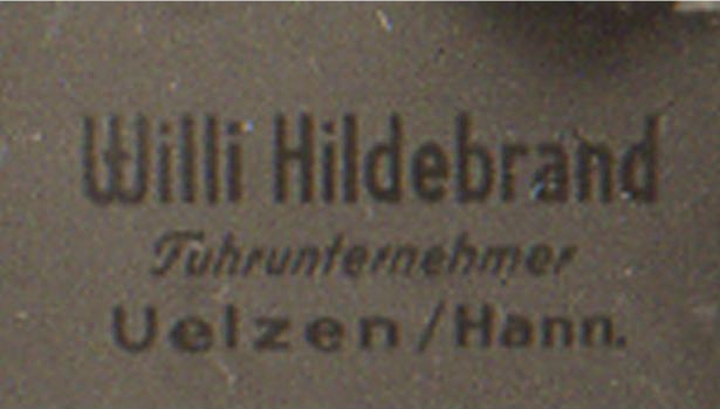 Willi Hildebrand
Fuhrunternehmer
Uelzen/Hann.